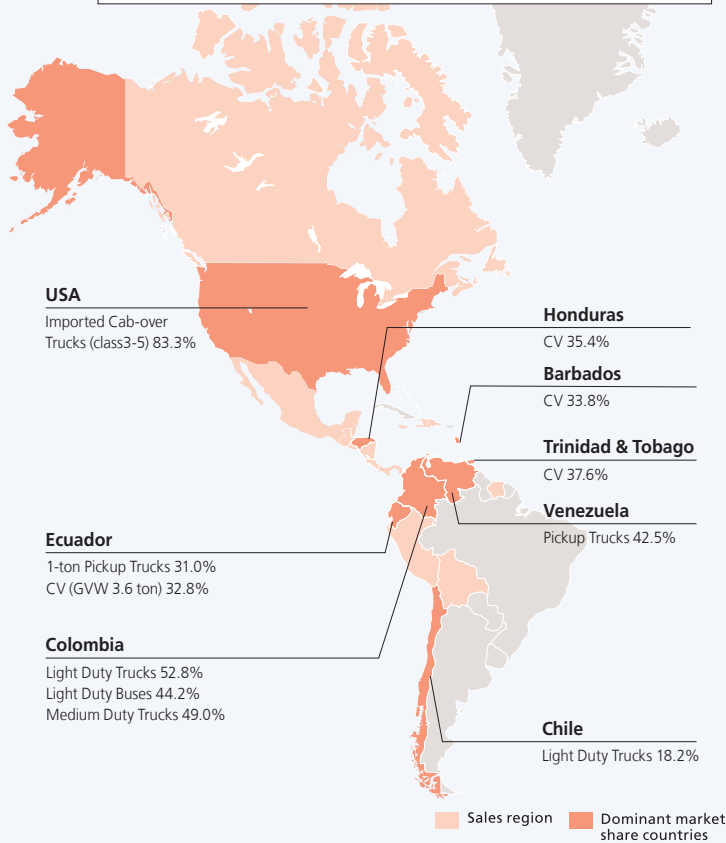 USA
Imported Cab-over
Trucks (class3-5) 83.3%
Honduras
CV 35.4%
Barbados
CV 33.8%
Trinidad & Tobago
CV 37.6%
Venezuela
Pickup Trucks 42.5%
Ecuador
1-ton Pickup Trucks 31.0%
CV (GVW 3.6 ton) 32.8%
Colombia
Light Duty Trucks 52.8%
Light Duty Buses 44.2%
Medium Duty Trucks 49.0%
Chile
Light Duty Trucks 18.2%
Sales region
Dominant market
share countries